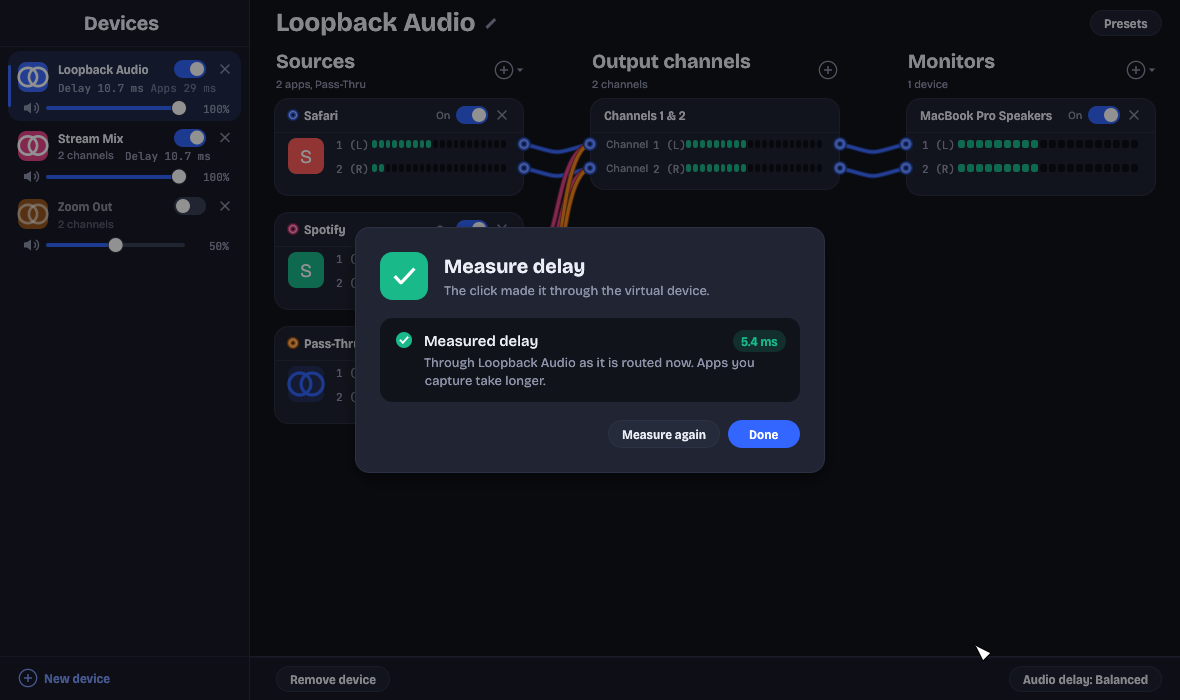 Devices
Loopback Audio
Delay 10.7 ms Apps 29 ms
100%
Stream Mix
2 channels Delay 10.7 ms
100%
Zoom Out
2 channels
50%
New device
Loopback Audio
Presets
Sources
2 apps, Pass-Thru
Output channels
2 channels
Monitors
1 device
Safari On
S
1 (L)
2 (R)
Channels 1 & 2
Channel 1 (L)
Channel 2 (R)
MacBook Pro Speakers On
1 (L)
2 (R)
Spotify
S
1 (
2 (
Pass-Thru
1 (
2 (
Measure delay
The click made it through the virtual device.
Measured delay 5.4 ms
Through Loopback Audio as it is routed now. Apps you
capture take longer.
Measure again Done
Remove device
Audio delay: Balanced